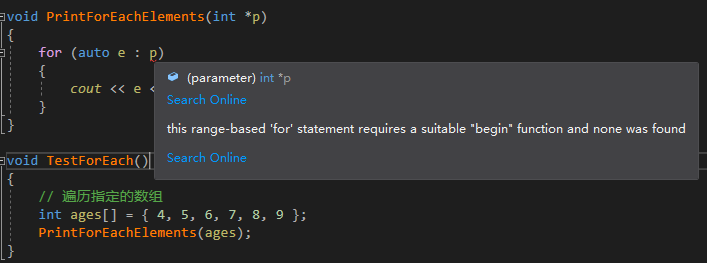 void PrintForEachElements(int *p)
{
for (auto e : p)
{
cout << e <
}
}
(parameter) int *p
Search Online
this range-based 'for' statement requires a suitable "begin" function and none was found
Search Online
void TestForEach()
{
// 遍历指定的数组
int ages[] = { 4, 5, 6, 7, 8, 9 };
PrintForEachElements(ages);
}